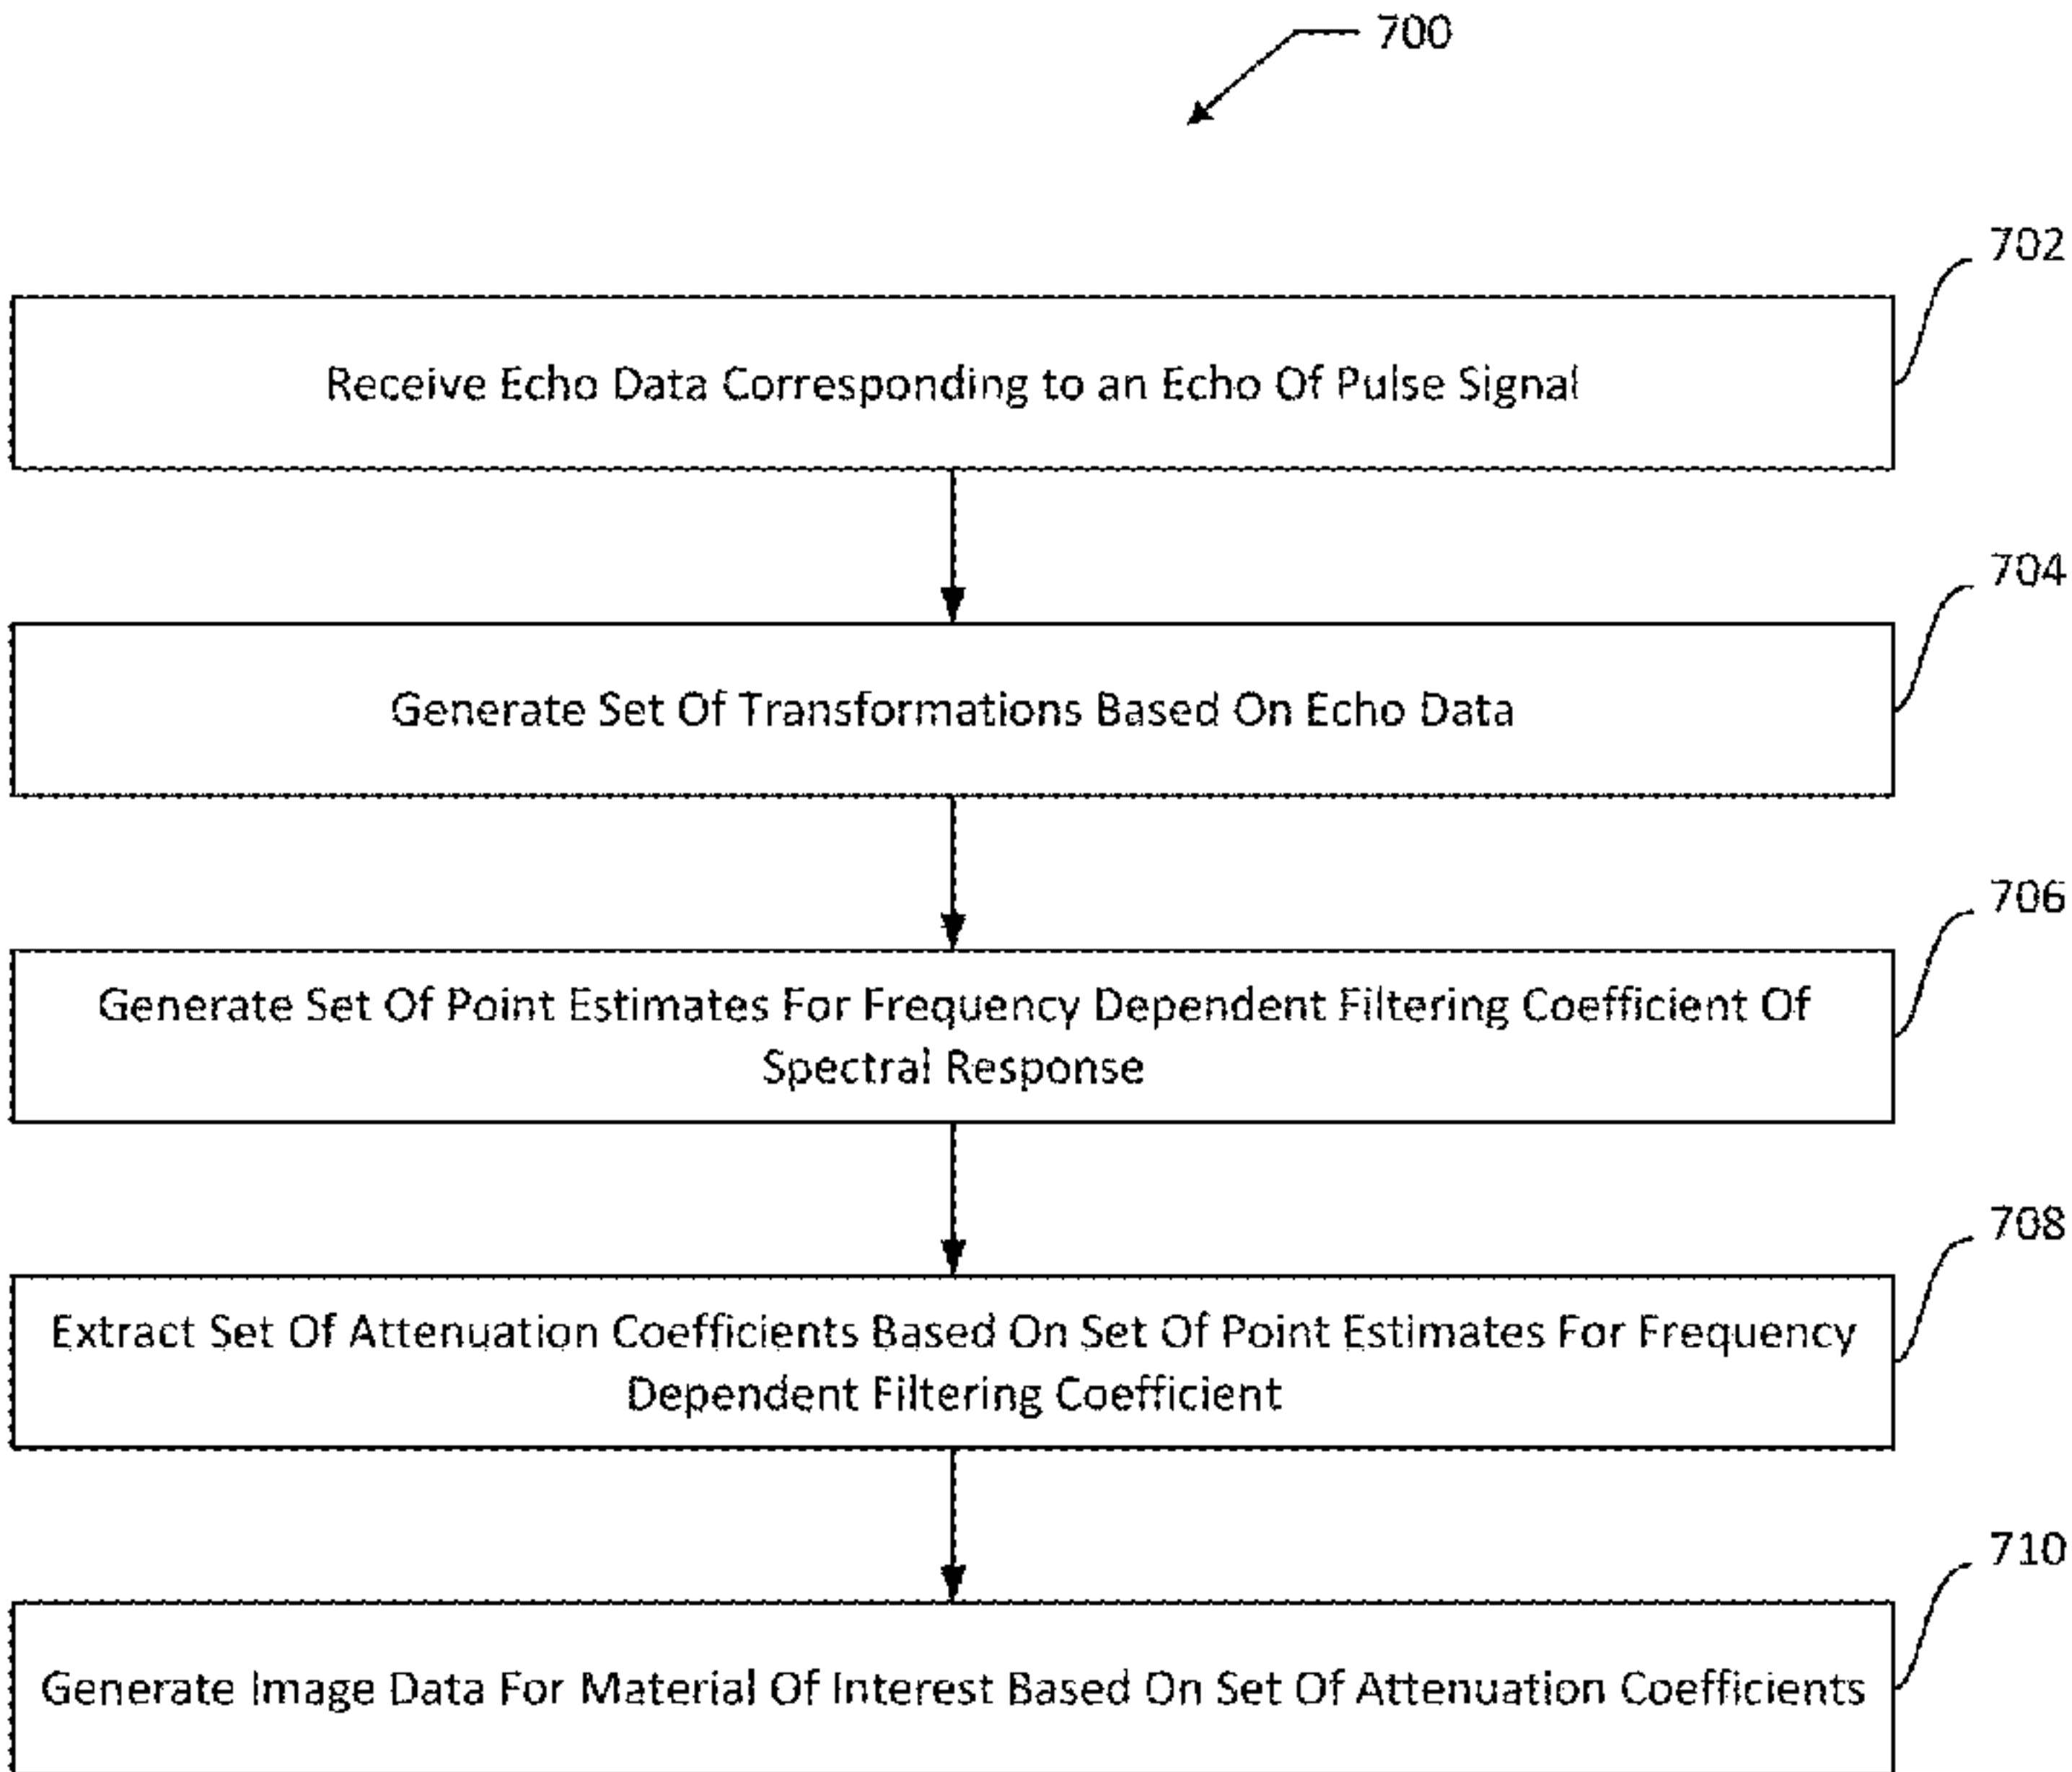 700
702
Receive Echo Data Corresponding to an Echo Of Pulse Signal
704
Generate Set Of Transformations Based On Echo Data
706
Generate Set Of Point Estimates For Frequency Dependent Filtering Coefficient Of
Spectral Response
708
Extract Set Of Attenuation Coefficients Based On Set Of Point Estimates For Frequency
Dependent Filtering Coefficient
710
Generate Image Data For Material Of Interest Based On Set Of Attenuation Coefficients